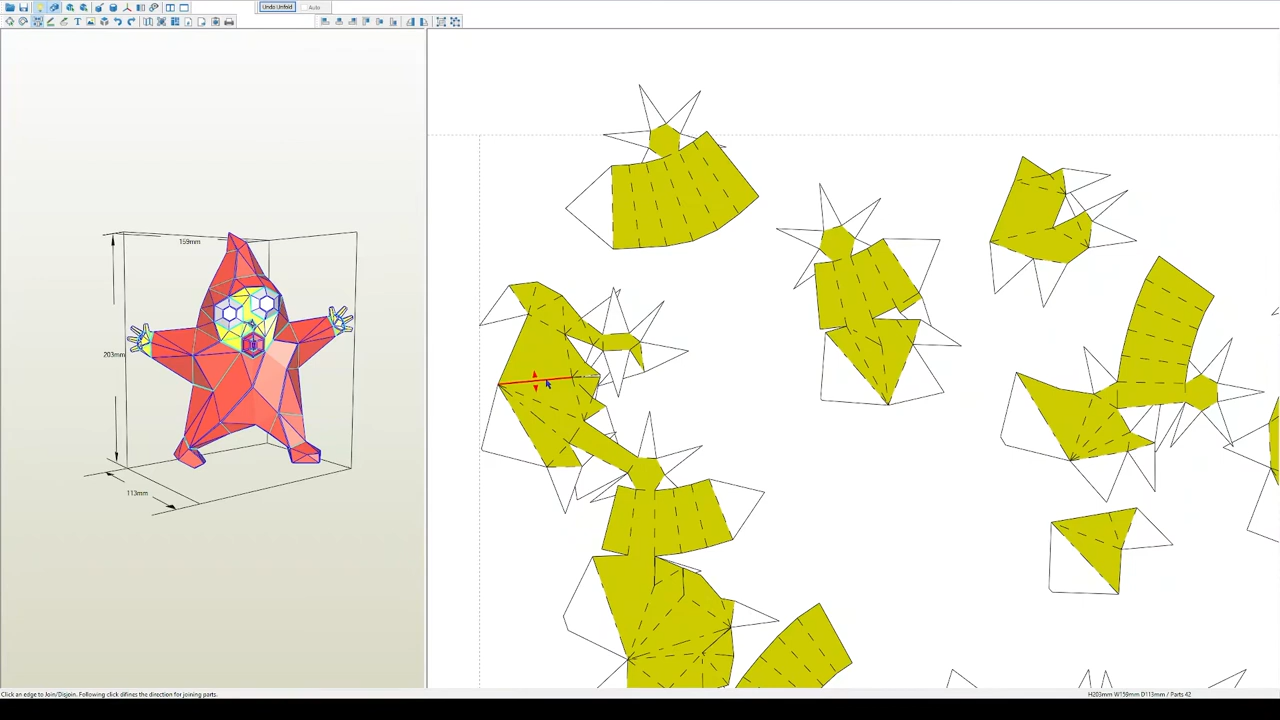 Undo Unfold
Auto
159mm
203mm
113mm
Click an edge to Join/Disjoin. Following click difines the direction for joining parts.
H203mm W159mm D113mm / Parts 42